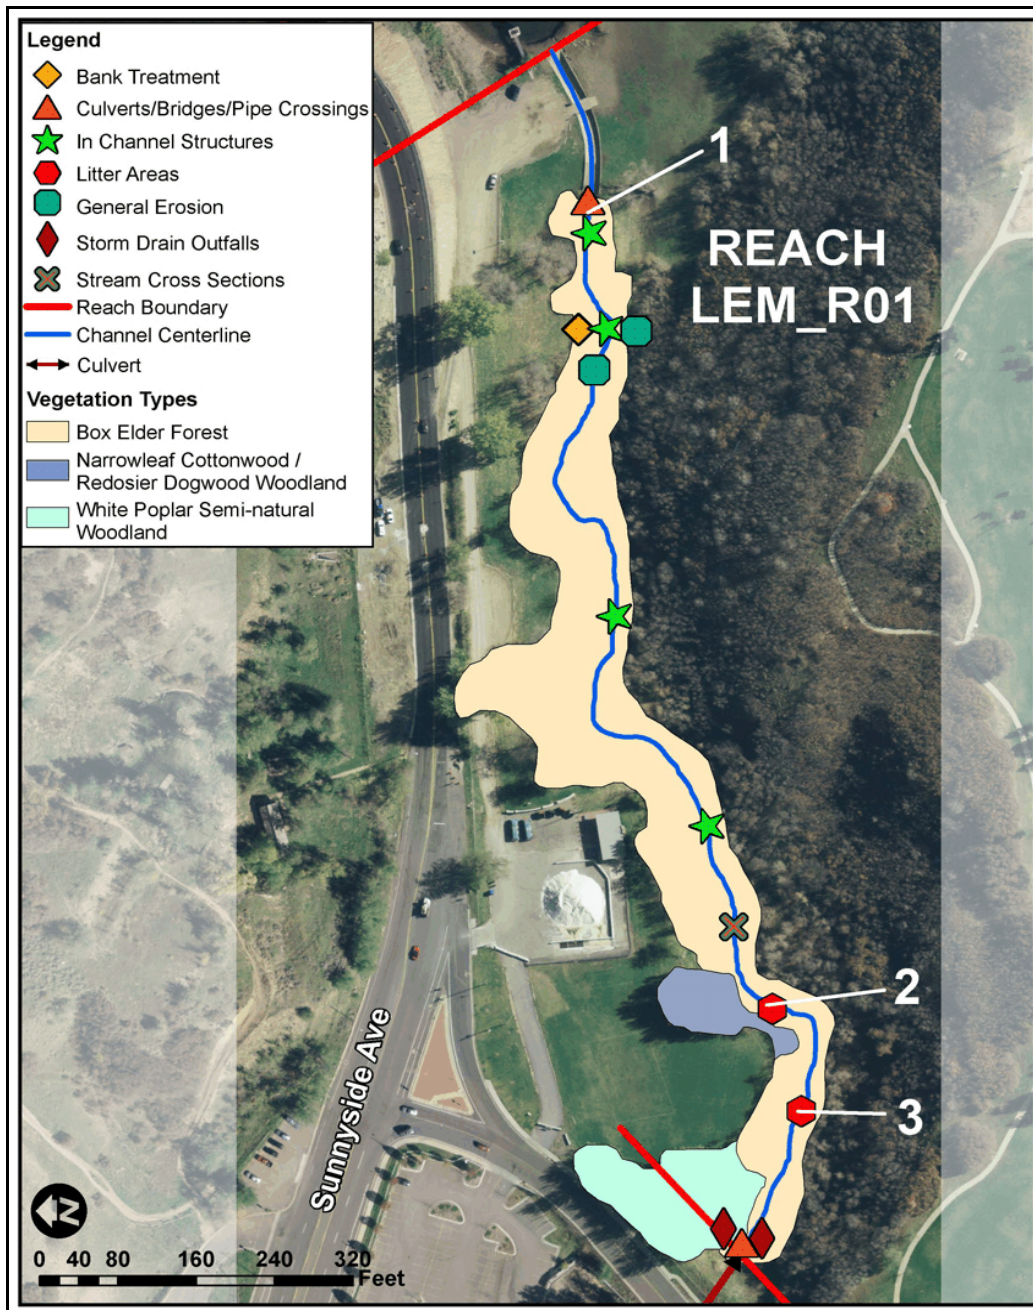 Legend
Bank Treatment
Culverts/Bridges/Pipe Crossings
In Channel Structures
Litter Areas
General Erosion
Storm Drain Outfalls
Stream Cross Sections
Reach Boundary
Channel Centerline
Culvert
Vegetation Types
Box Elder Forest
Narrowleaf Cottonwood /
Redosier Dogwood Woodland
White Poplar Semi-natural
Woodland
1
REACH
LEM_R01
2
3
Sunnyside Ave
N
0 40 80 160 240 320
Feet